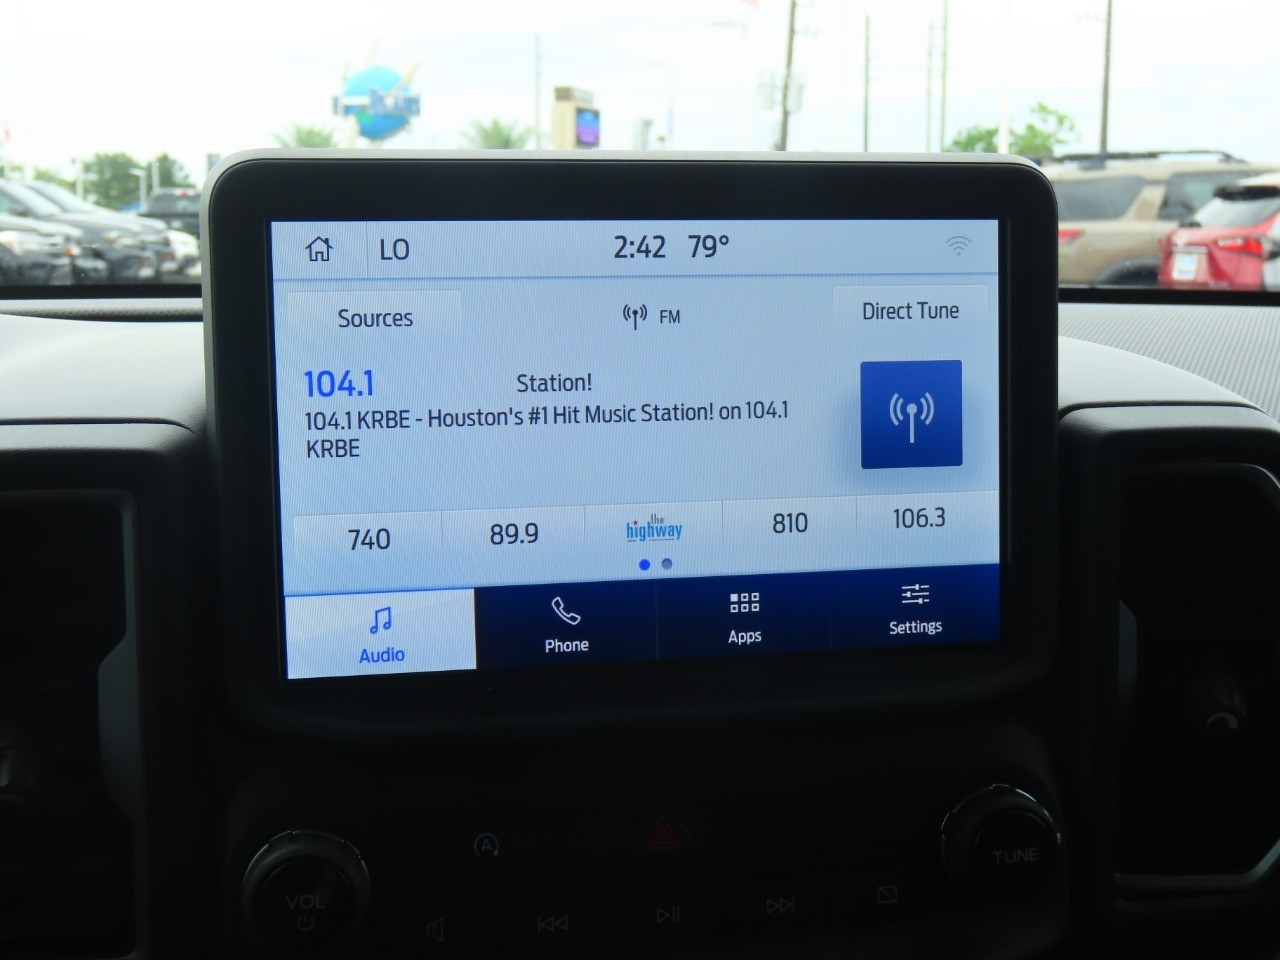 LO
2:42 79°
Sources
FM
Direct Tune
104.1
Station!
104.1 KRBE - Houston's #1 Hit Music Station! on 104.1
KRBE
740
89.9
the
highway
810
106.3
Audio
Phone
Apps
Settings
VOL
A
TUNE